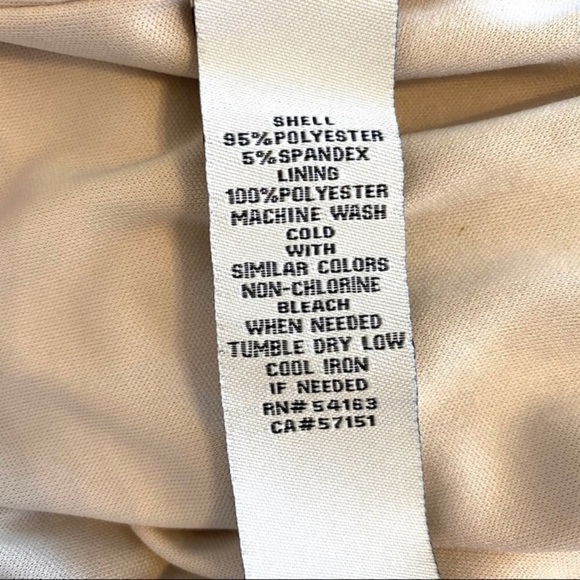 SHELL
95%POLYESTER
5%SPANDEX
LINING
100%POLYESTER
MACHINE WASH
COLD
WITH
SIMILAR COLORS
NON-CHLORINE
BLEACH
WHEN NEEDED
TUMBLE DRY LOW
COOL IRON
IF NEEDED
RN# 54163
CA#57151